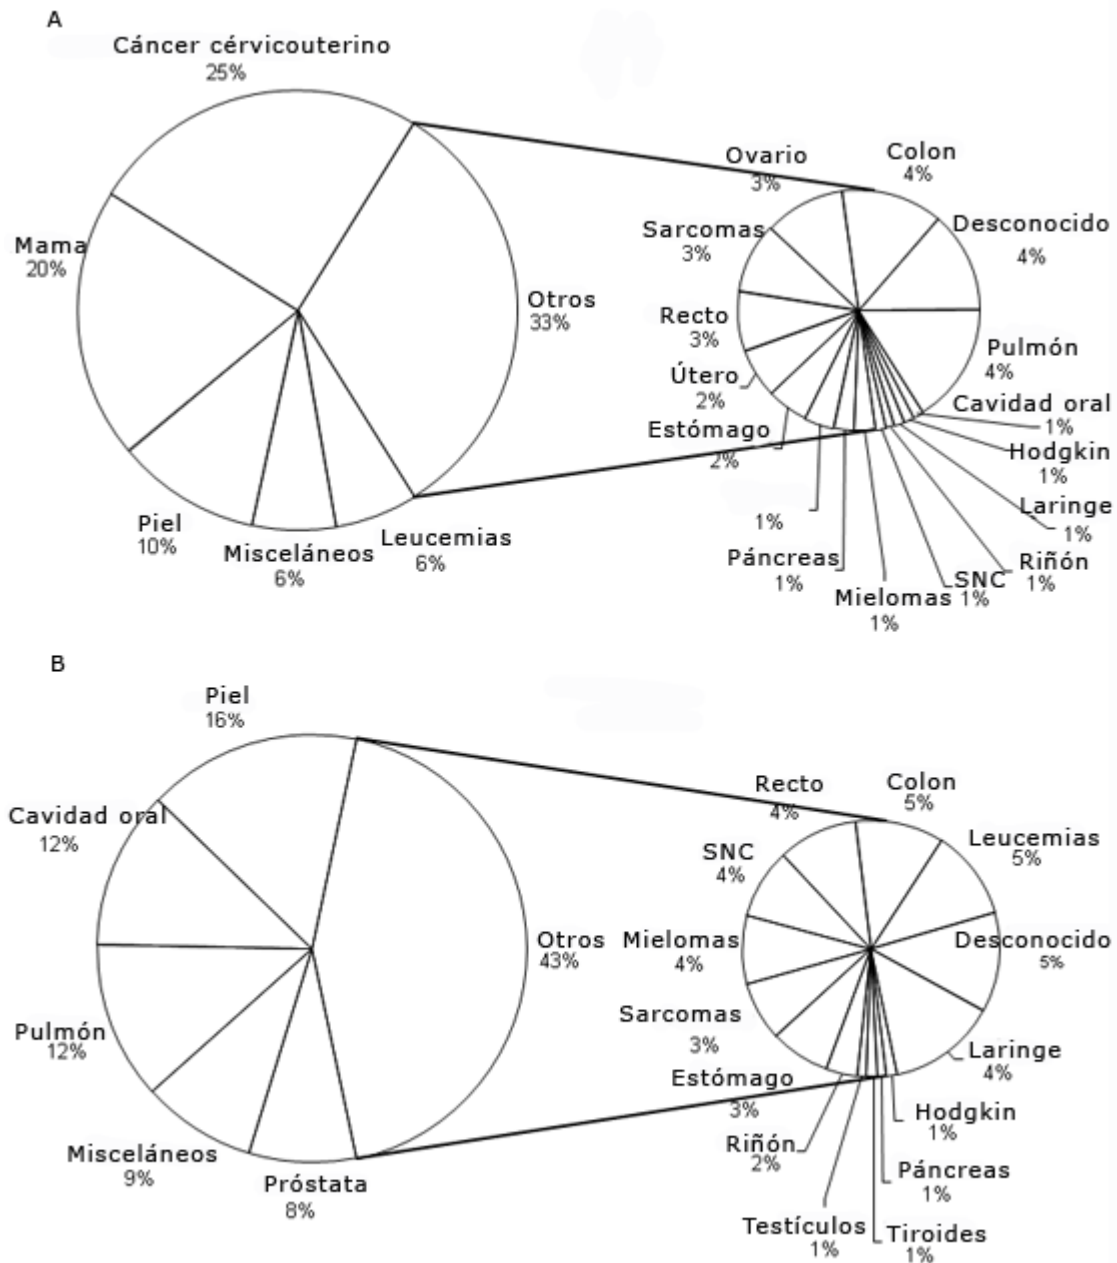 A
Cáncer cérvicouterino
25%
Mama
20%
Piel
10%
Misceláneos
6%
Leucemias
6%
Otros
33%
Ovario
3%
Colon
4%
Sarcomas
3%
Desconocido
4%
Recto
3%
Pulmón
4%
Útero
2%
Cavidad oral
1%
Estómago
2%
Hodgkin
1%
Laringe
1%
1%
Páncreas
1%
Mielomas
1%
SNC
1%
Riñón
1%
B
Piel
16%
Cavidad oral
12%
Pulmón
12%
Misceláneos
9%
Próstata
8%
Otros
43%
Recto
4%
Colon
5%
SNC
4%
Leucemias
5%
Mielomas
4%
Desconocido
5%
Sarcomas
3%
Laringe
4%
Estómago
3%
Hodgkin
1%
Riñón
2%
Páncreas
1%
Testículos
1%
Tiroides
1%